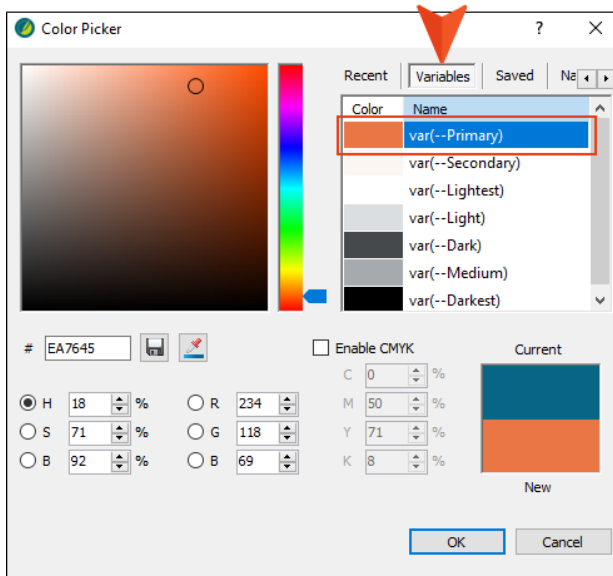 Color Picker
?
Recent Variables Saved Na
Color Name
var(--Primary)
var(--Secondary)
var(--Lightest)
var(--Light)
var(--Dark)
var(--Medium)
var(--Darkest)
# EA7645
Enable CMYK
Current
C 0 %
H 18 % R 234
M 50 %
S 71 % G 118
Y 71 %
B 92 % B 69
K 8 %
New
OK Cancel